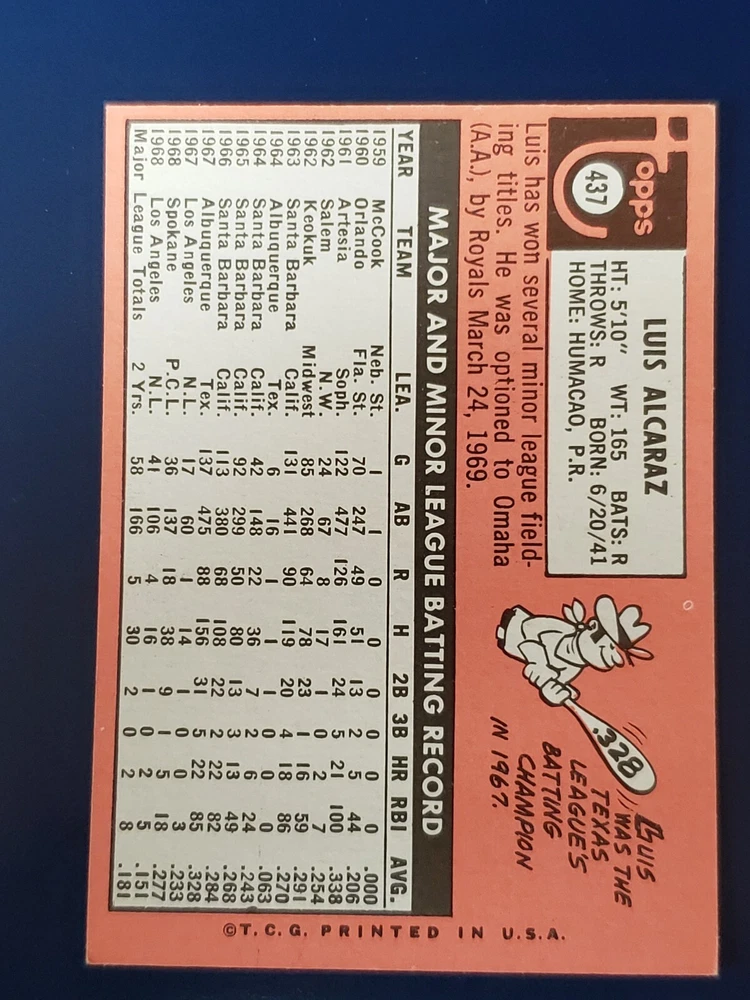 Topps
437
LUIS ALCARAZ
HT: 5'10" WT: 165 BATS: R
THROWS: R BORN: 6/20/41
HOME: HUMACAO, P.R.
Luis has won several minor league field-
ing titles. He was optioned to Omaha
(A.A.), by Royals March 24, 1969.
.328
LUIS
WAS THE
TEXAS
LEAGUE'S
BATTING
CHAMPION
IN 1967.
MAJOR AND MINOR LEAGUE BATTING RECORD
YEAR TEAM LEA. G AB R H 2B 3B HR RBI AVG.
1959 McCook Neb. St. 1 1 0 0 0 0 0 0 .000
1960 Orlando Fla. St. 70 247 49 51 13 2 5 44 .206
1961 Artesia Soph. 122 477 126 161 24 5 21 100 .338
1962 Salem N.W. 24 67 8 17 1 0 2 7 .254
1962 Keokuk Midwest 85 268 64 78 23 1 16 59 .291
1963 Santa Barbara Calif. 131 441 90 119 20 4 18 86 .270
1964 Albuquerque Tex. 6 16 1 1 1 0 0 0 .063
1964 Santa Barbara Calif. 42 148 22 36 7 2 6 24 .243
1965 Santa Barbara Calif. 92 299 50 80 13 3 13 49 .268
1966 Santa Barbara Calif. 113 380 68 108 22 2 22 82 .284
1967 Albuquerque Tex. 137 475 88 156 31 5 22 85 .328
1967 Los Angeles N.L. 17 60 1 14 1 0 0 3 .233
1968 Spokane P.C.L. 36 137 18 38 9 1 5 18 .277
1968 Los Angeles N.L. 41 106 4 16 1 0 2 5 .151
Major League Totals 2 Yrs. 58 166 5 30 2 0 2 8 .181
©T.C.G. PRINTED IN U.S.A.